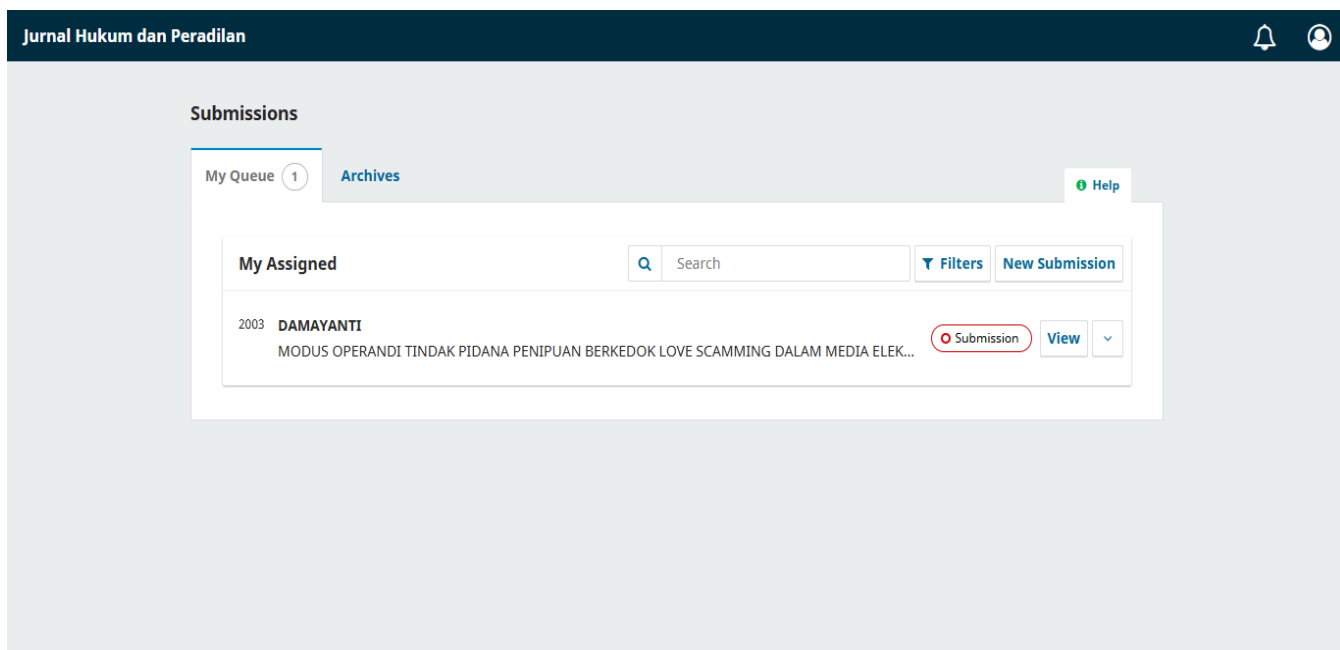 Jurnal Hukum dan Peradilan
Submissions
My Queue 1
Archives
Help
My Assigned
Search
Filters
New Submission
2003 DAMAYANTI
MODUS OPERANDI TINDAK PIDANA PENIPUAN BERKEDOK LOVE SCAMMING DALAM MEDIA ELEK...
Submission
View